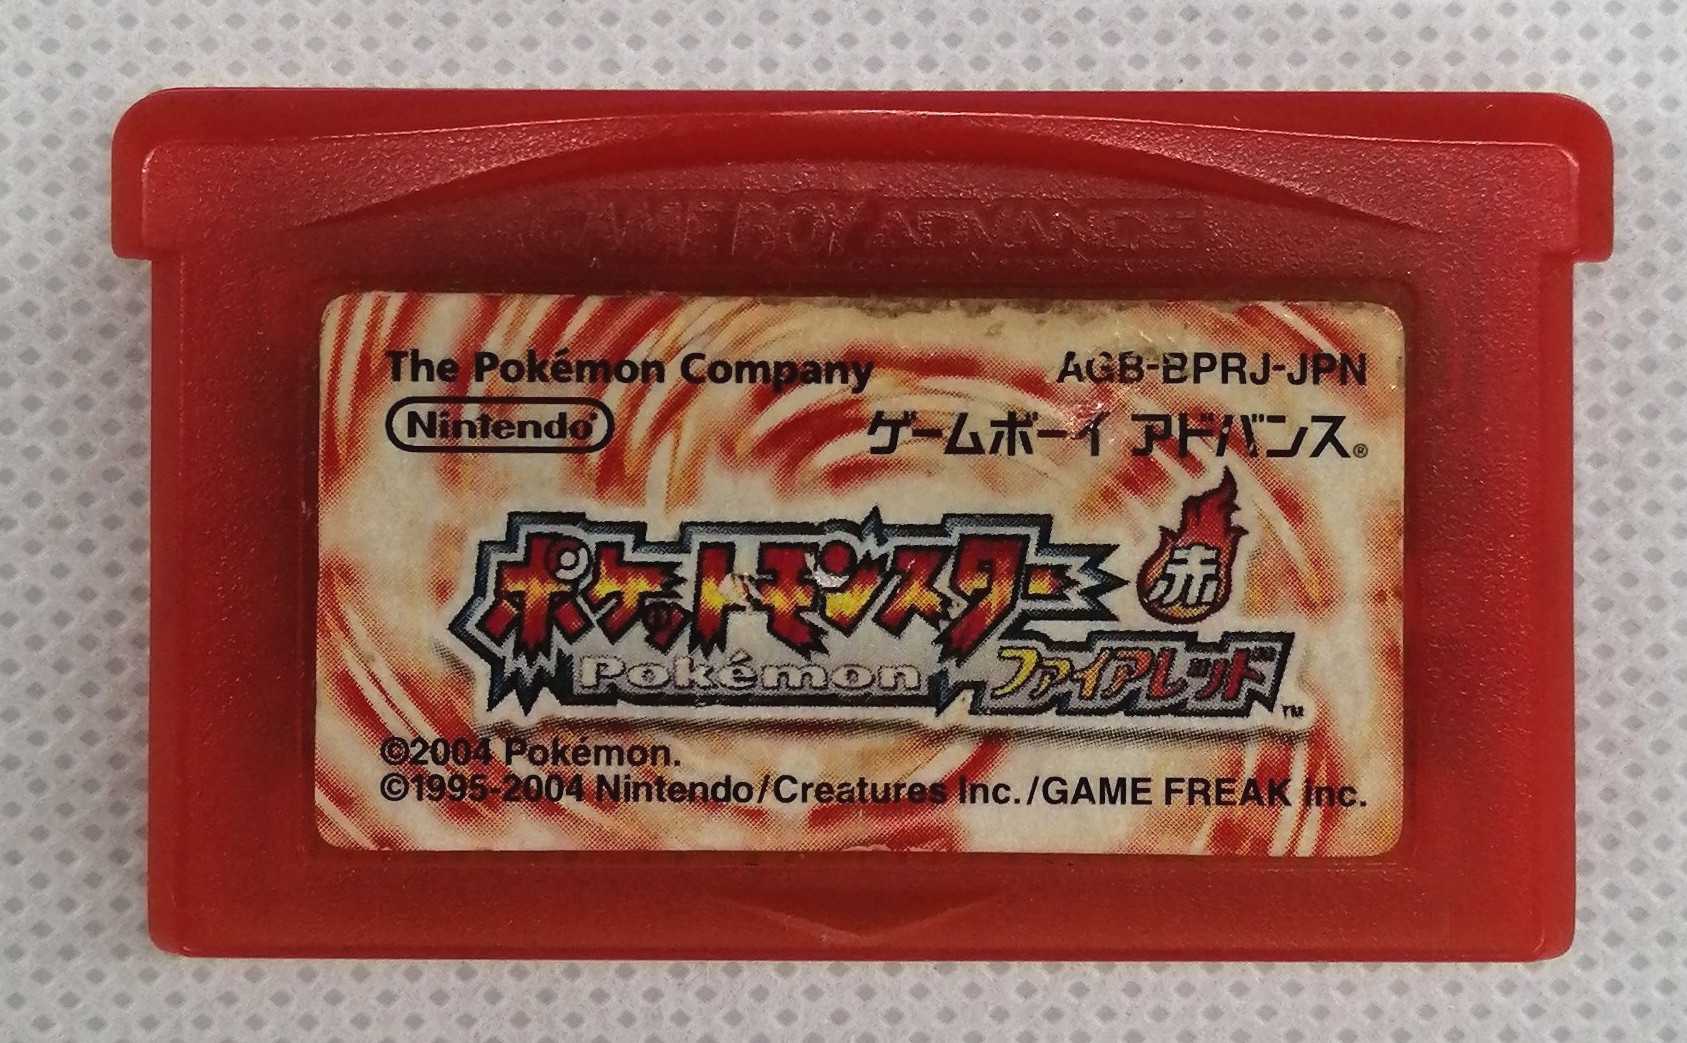 GAME BOY ADVANCE
The Pokémon Company
AGB-BPRJ-JPN
Nintendo®
ゲームボーイ アドバンス®
ポケットモンスター
赤
Pokémon
ファイアレッド™
©2004 Pokémon.
©1995-2004 Nintendo/Creatures Inc./GAME FREAK inc.